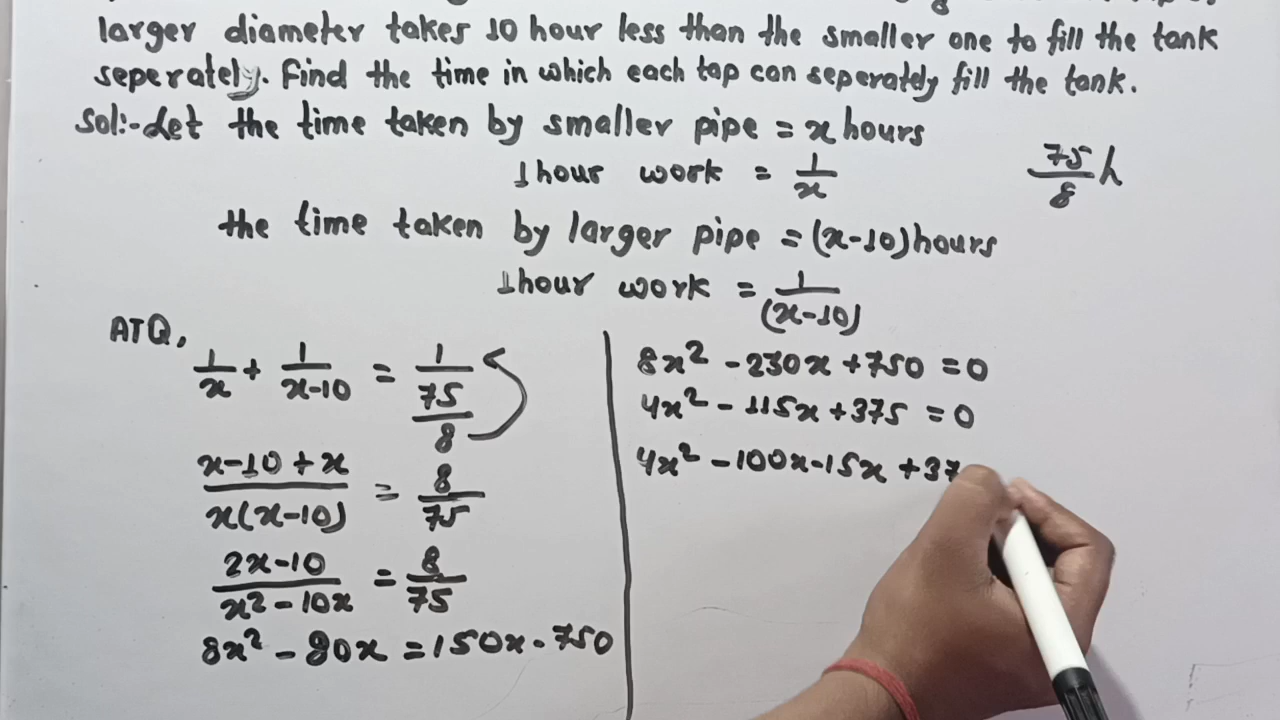 larger diameter takes 10 hour less than the smaller one to fill the tank
seperately. Find the time in which each tap can seperately fill the tank.
Sol:- Let the time taken by smaller pipe = x hours
1 hour work = 1/x
75/8 h
the time taken by larger pipe = (x-10) hours
1 hour work = 1/(x-10)
ATQ,
1/x + 1/(x-10) = 1/(75/8)
(x-10+x)/(x(x-10)) = 8/75
(2x-10)/(x²-10x) = 8/75
8x² - 80x = 150x - 750
8x² - 230x + 750 = 0
4x² - 115x + 375 = 0
4x² - 100x - 15x + 37